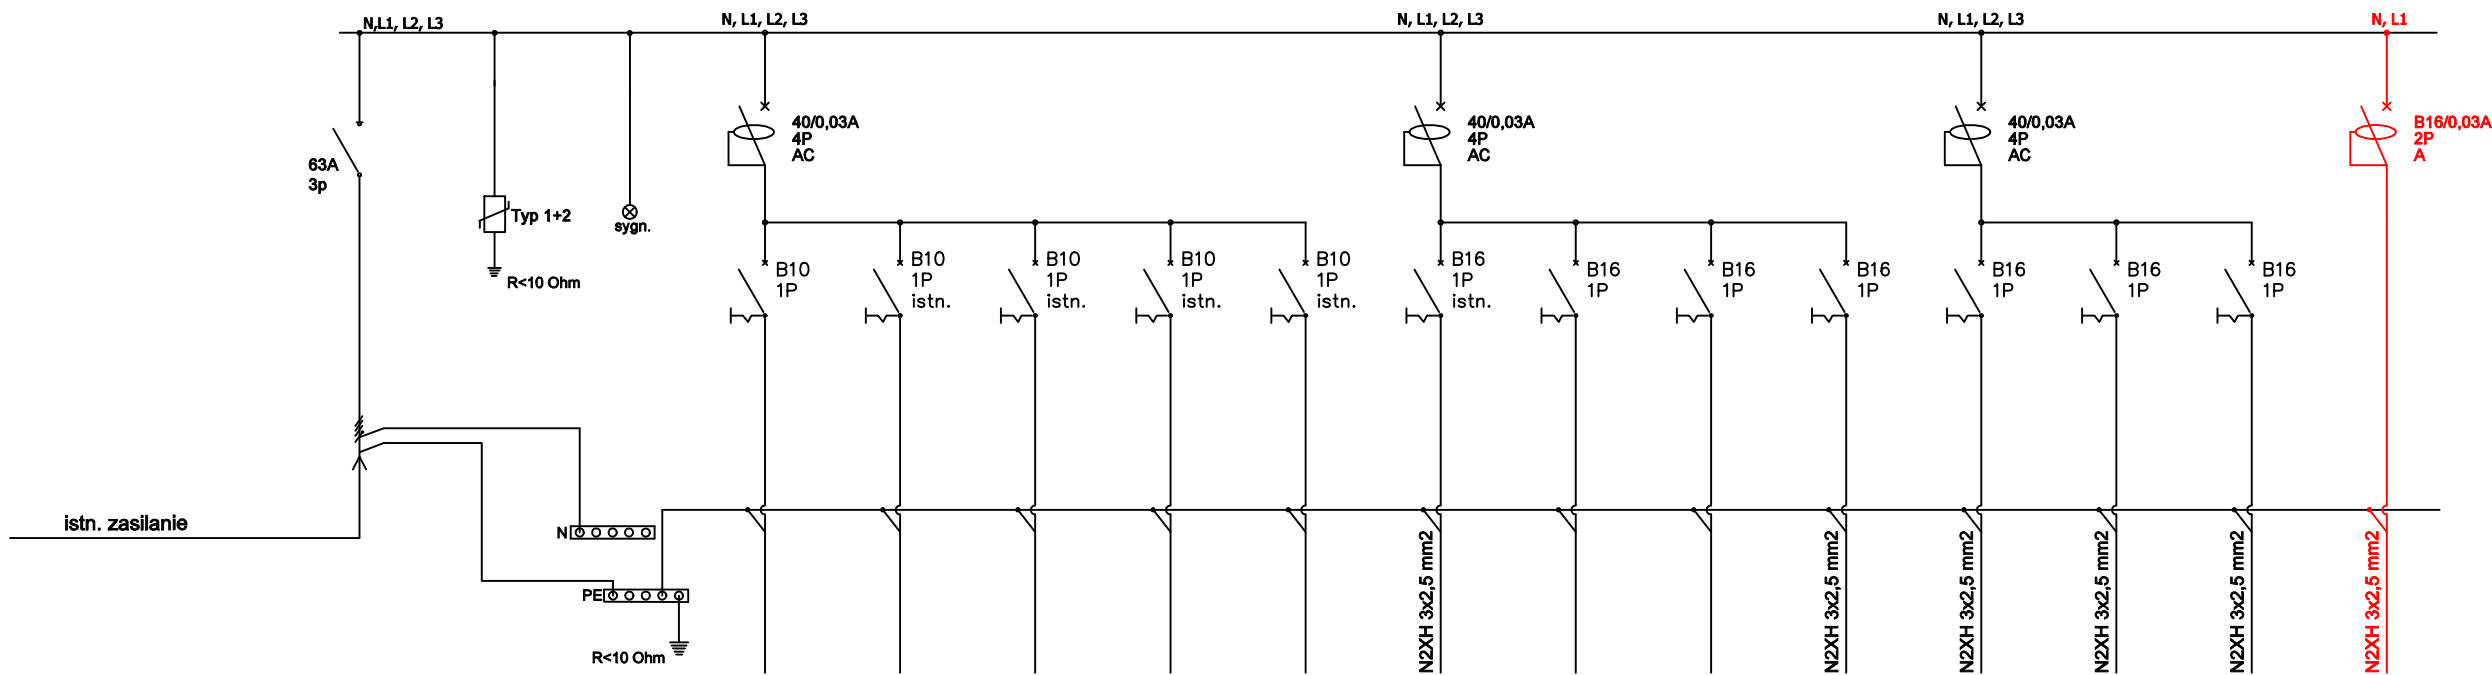 N,L1, L2, L3
N, L1, L2, L3
N, L1, L2, L3
N, L1, L2, L3
N, L1
63A
3p
Typ 1+2
R<10 Ohm
sygn.
40/0,03A
4P
AC
40/0,03A
4P
AC
40/0,03A
4P
AC
B16/0,03A
2P
A
B10
1P
B10
1P
istn.
B10
1P
istn.
B10
1P
istn.
B10
1P
istn.
B16
1P
istn.
B16
1P
B16
1P
B16
1P
B16
1P
B16
1P
B16
1P
istn. zasilanie
N
PE
R<10 Ohm
N2XH 3x2,5 mm2
N2XH 3x2,5 mm2
N2XH 3x2,5 mm2
N2XH 3x2,5 mm2
N2XH 3x2,5 mm2
N2XH 3x2,5 mm2